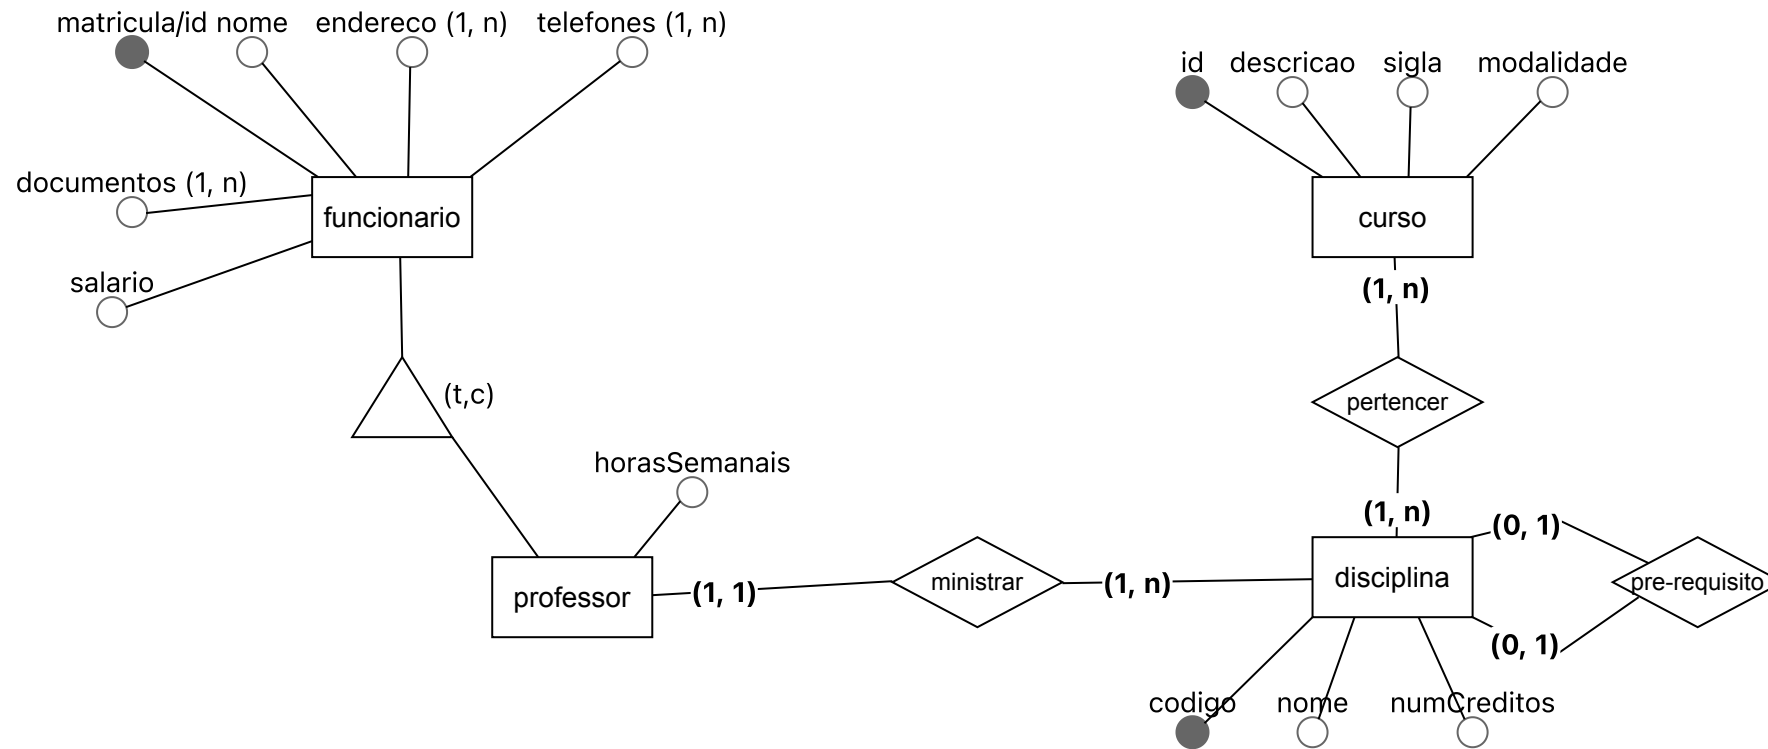 matricula/id nome endereco (1, n) telefones (1, n)
id descricao sigla modalidade
documentos (1, n)
funcionario
curso
salario
(1, n)
(t,c)
pertencer
horasSemanais
(1, n)
(0, 1)
professor
(1, 1)
ministrar
(1, n)
disciplina
pre-requisito
(0, 1)
codigo nome numCreditos